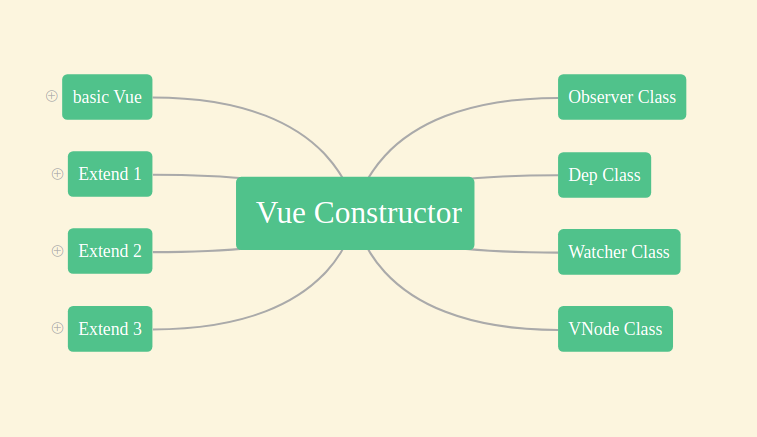 basic Vue
Extend 1
Extend 2
Extend 3
Vue Constructor
Observer Class
Dep Class
Watcher Class
VNode Class